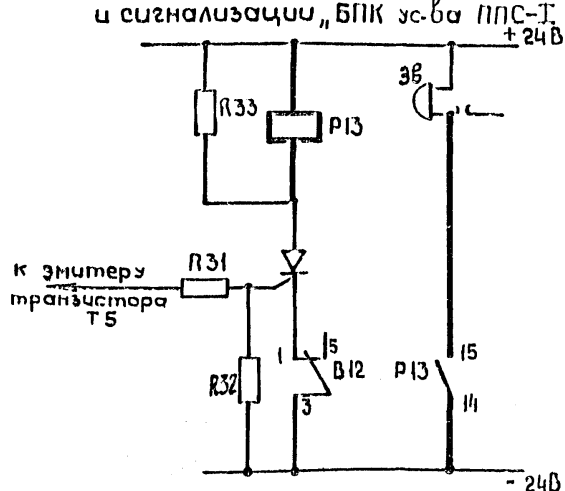 и сигнализации „БПК ус-ва ППС-I.
+ 24В
Зв
R33
Р13
к эмитеру
транзистора
Т5
R31
1
5
В12
3
R32
Р13
15
14
- 24В